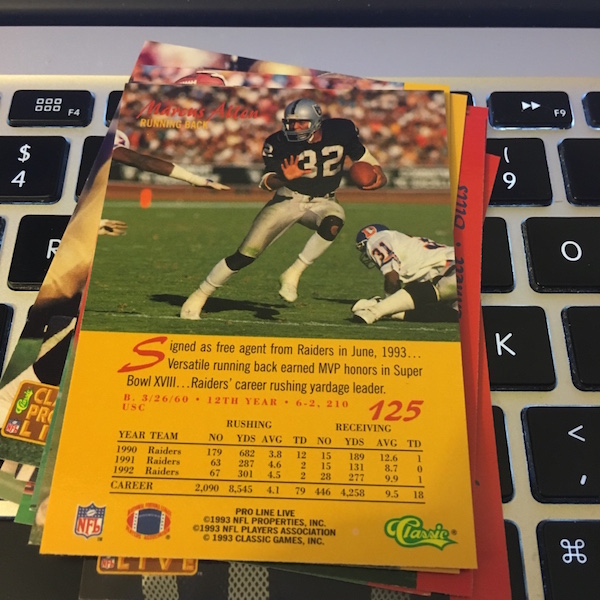 Marcus Allen
RUNNING BACK
32
31
Signed as free agent from Raiders in June, 1993...
Versatile running back earned MVP honors in Super
Bowl XVIII...Raiders' career rushing yardage leader.
B. 3/26/60 • 12TH YEAR • 6-2, 210
USC
125
RUSHING RECEIVING
YEAR TEAM NO YDS AVG TD NO YDS AVG TD
1990 Raiders 179 682 3.8 12 15 189 12.6 1
1991 Raiders 63 287 4.6 2 15 131 8.7 0
1992 Raiders 67 301 4.5 2 28 277 9.9 1
CAREER 2,090 8,545 4.1 79 446 4,258 9.5 18
PRO LINE LIVE
©1993 NFL PROPERTIES, INC.
©1993 NFL PLAYERS ASSOCIATION
© 1993 CLASSIC GAMES, INC.
NFL
Classic
Bills
LIVE
F4
F9
$
4
(
9
R
O
K
<
,
⌘